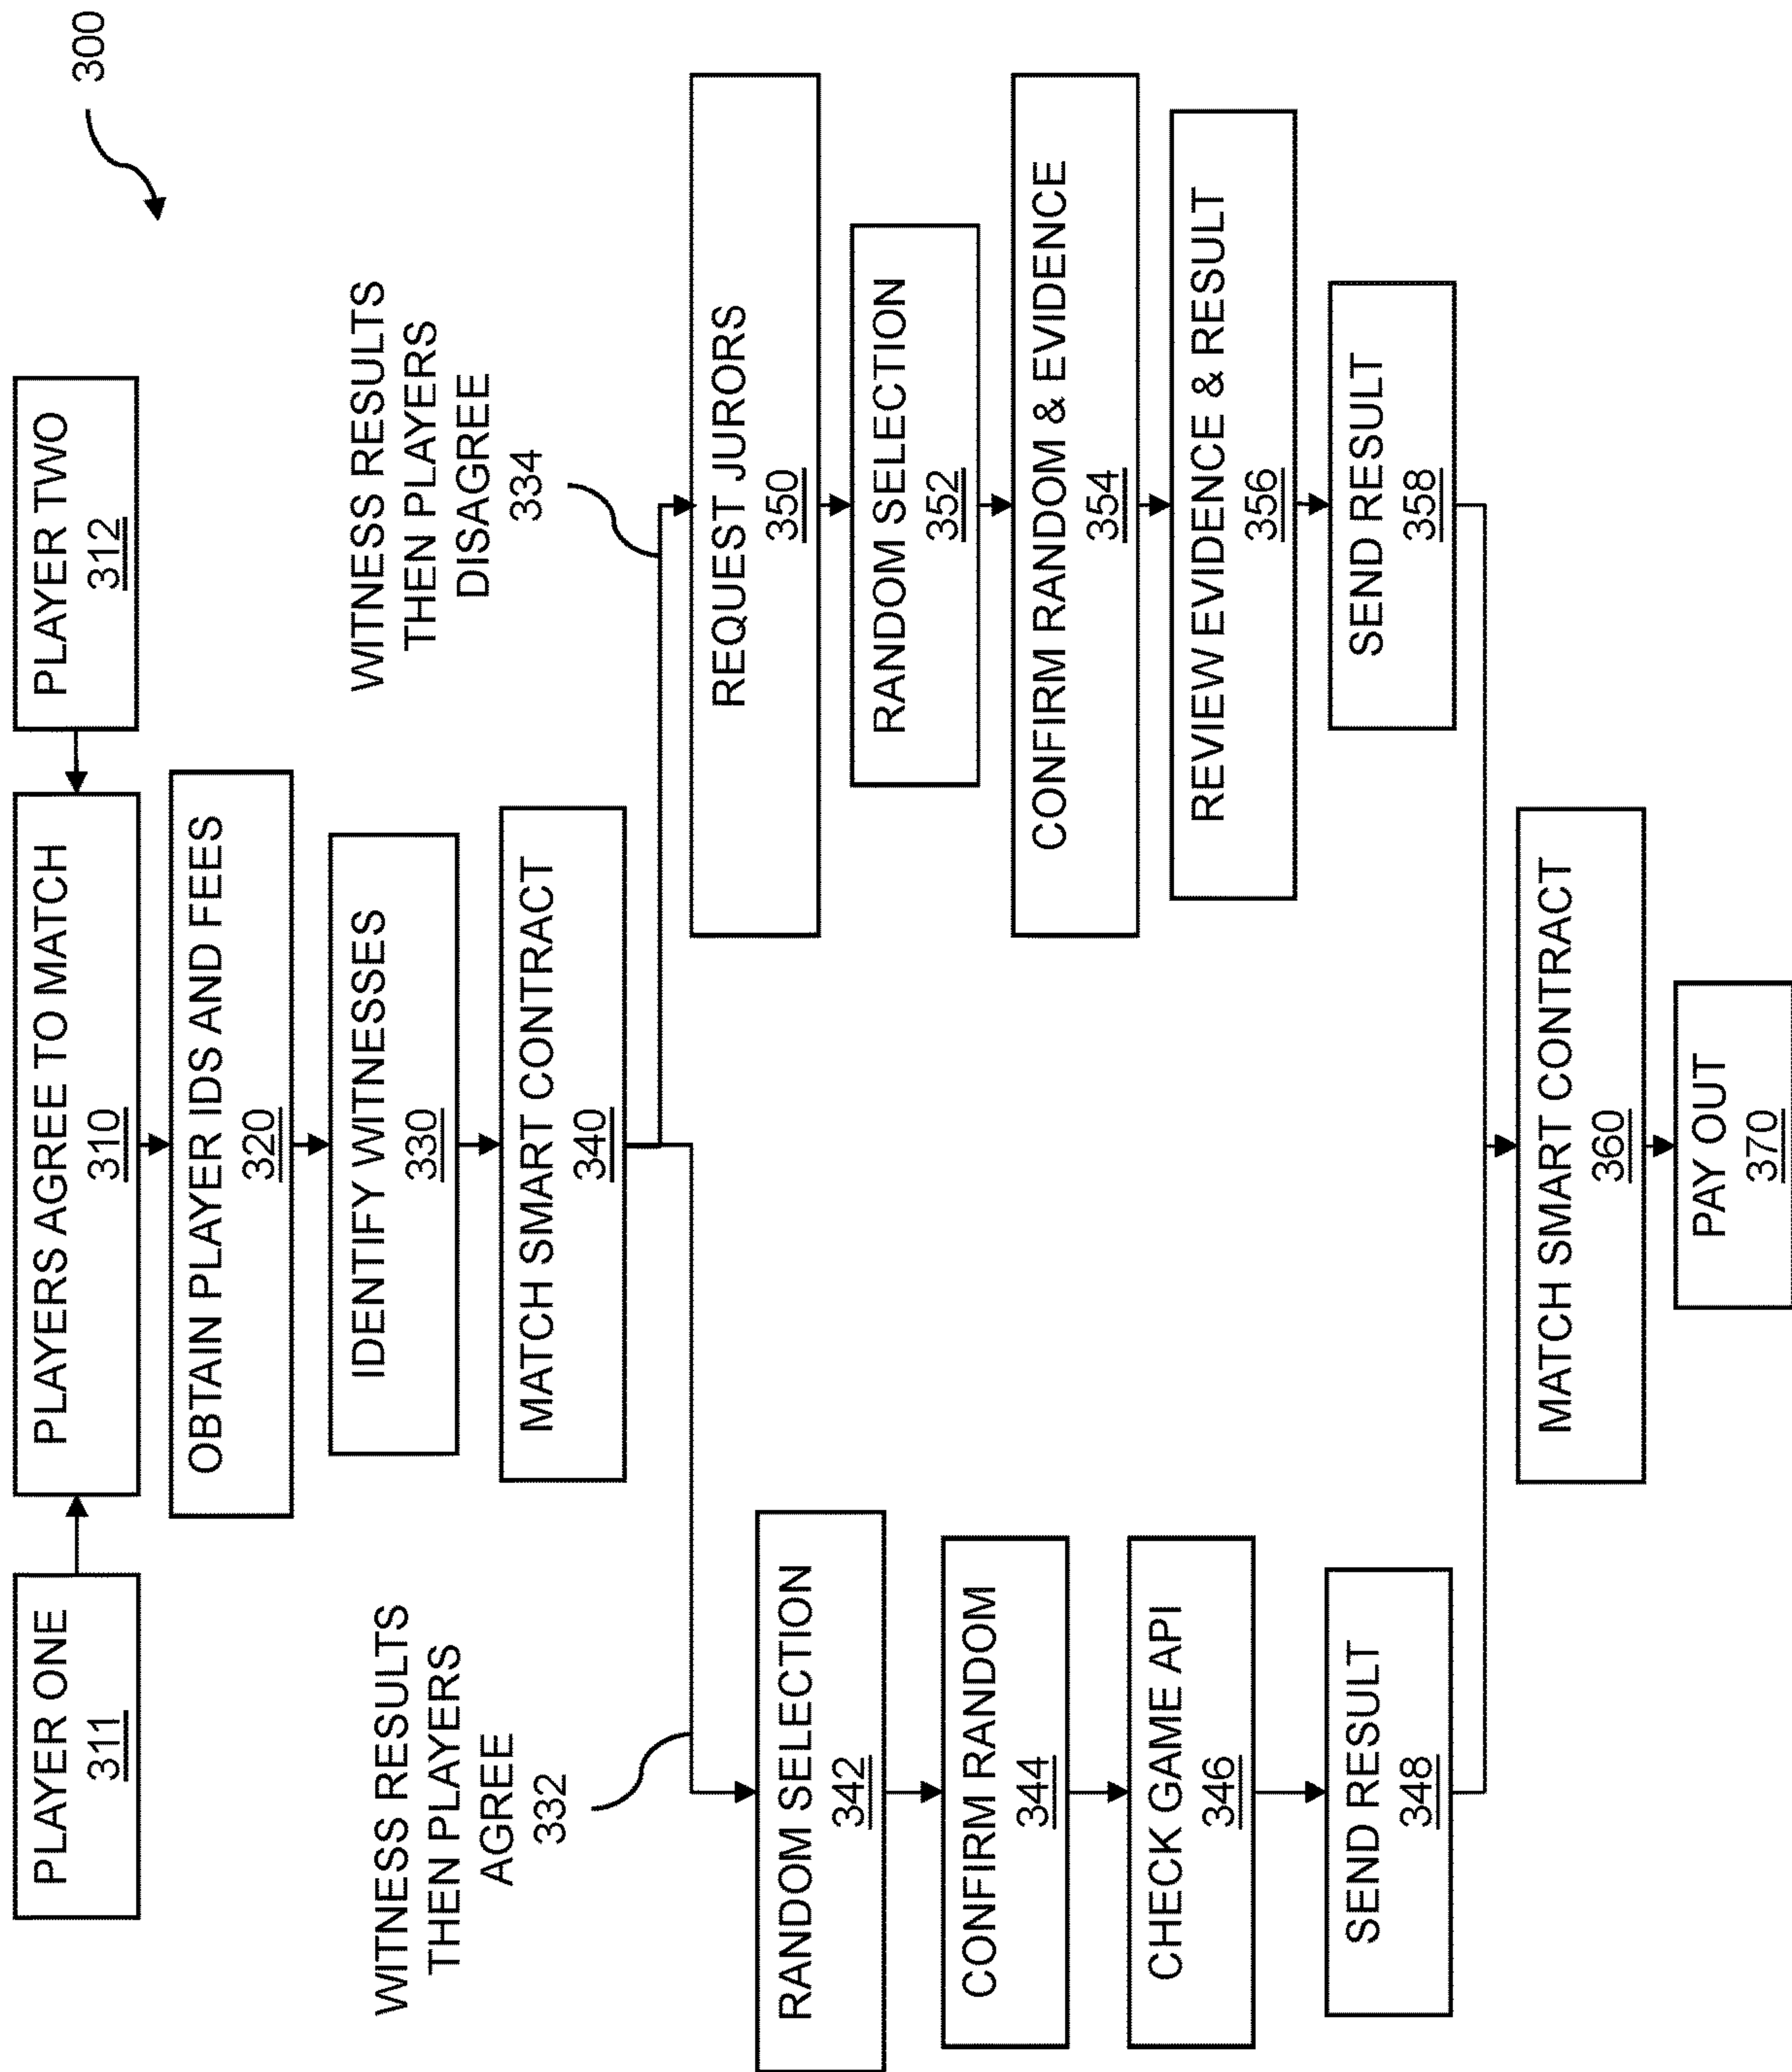 300
PLAYER ONE
311
PLAYERS AGREE TO MATCH
310
PLAYER TWO
312
OBTAIN PLAYER IDS AND FEES
320
IDENTIFY WITNESSES
330
MATCH SMART CONTRACT
340
WITNESS RESULTS
THEN PLAYERS
AGREE
332
RANDOM SELECTION
342
CONFIRM RANDOM
344
CHECK GAME API
346
SEND RESULT
348
WITNESS RESULTS
THEN PLAYERS
DISAGREE
334
REQUEST JURORS
350
RANDOM SELECTION
352
CONFIRM RANDOM & EVIDENCE
354
REVIEW EVIDENCE & RESULT
356
SEND RESULT
358
MATCH SMART CONTRACT
360
PAY OUT
370